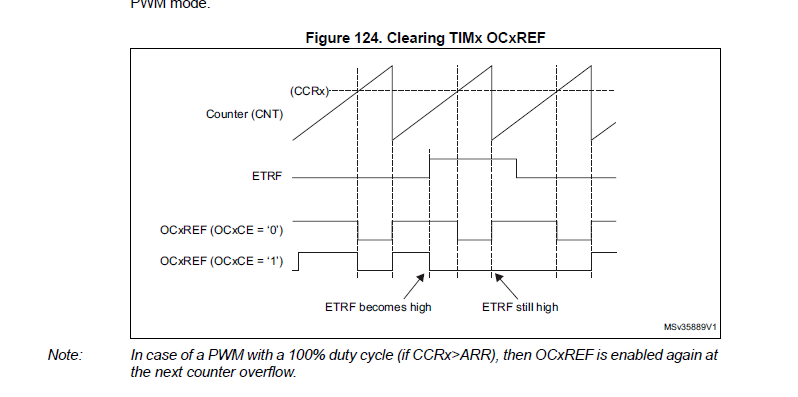 PWM mode.
Figure 124. Clearing TIMx OCxREF
(CCRx)
Counter (CNT)
ETRF
OCxREF (OCxCE = ‘0’)
OCxREF (OCxCE = ‘1’)
ETRF becomes high
ETRF still high
MSv35889V1
Note: In case of a PWM with a 100% duty cycle (if CCRx>ARR), then OCxREF is enabled again at
the next counter overflow.